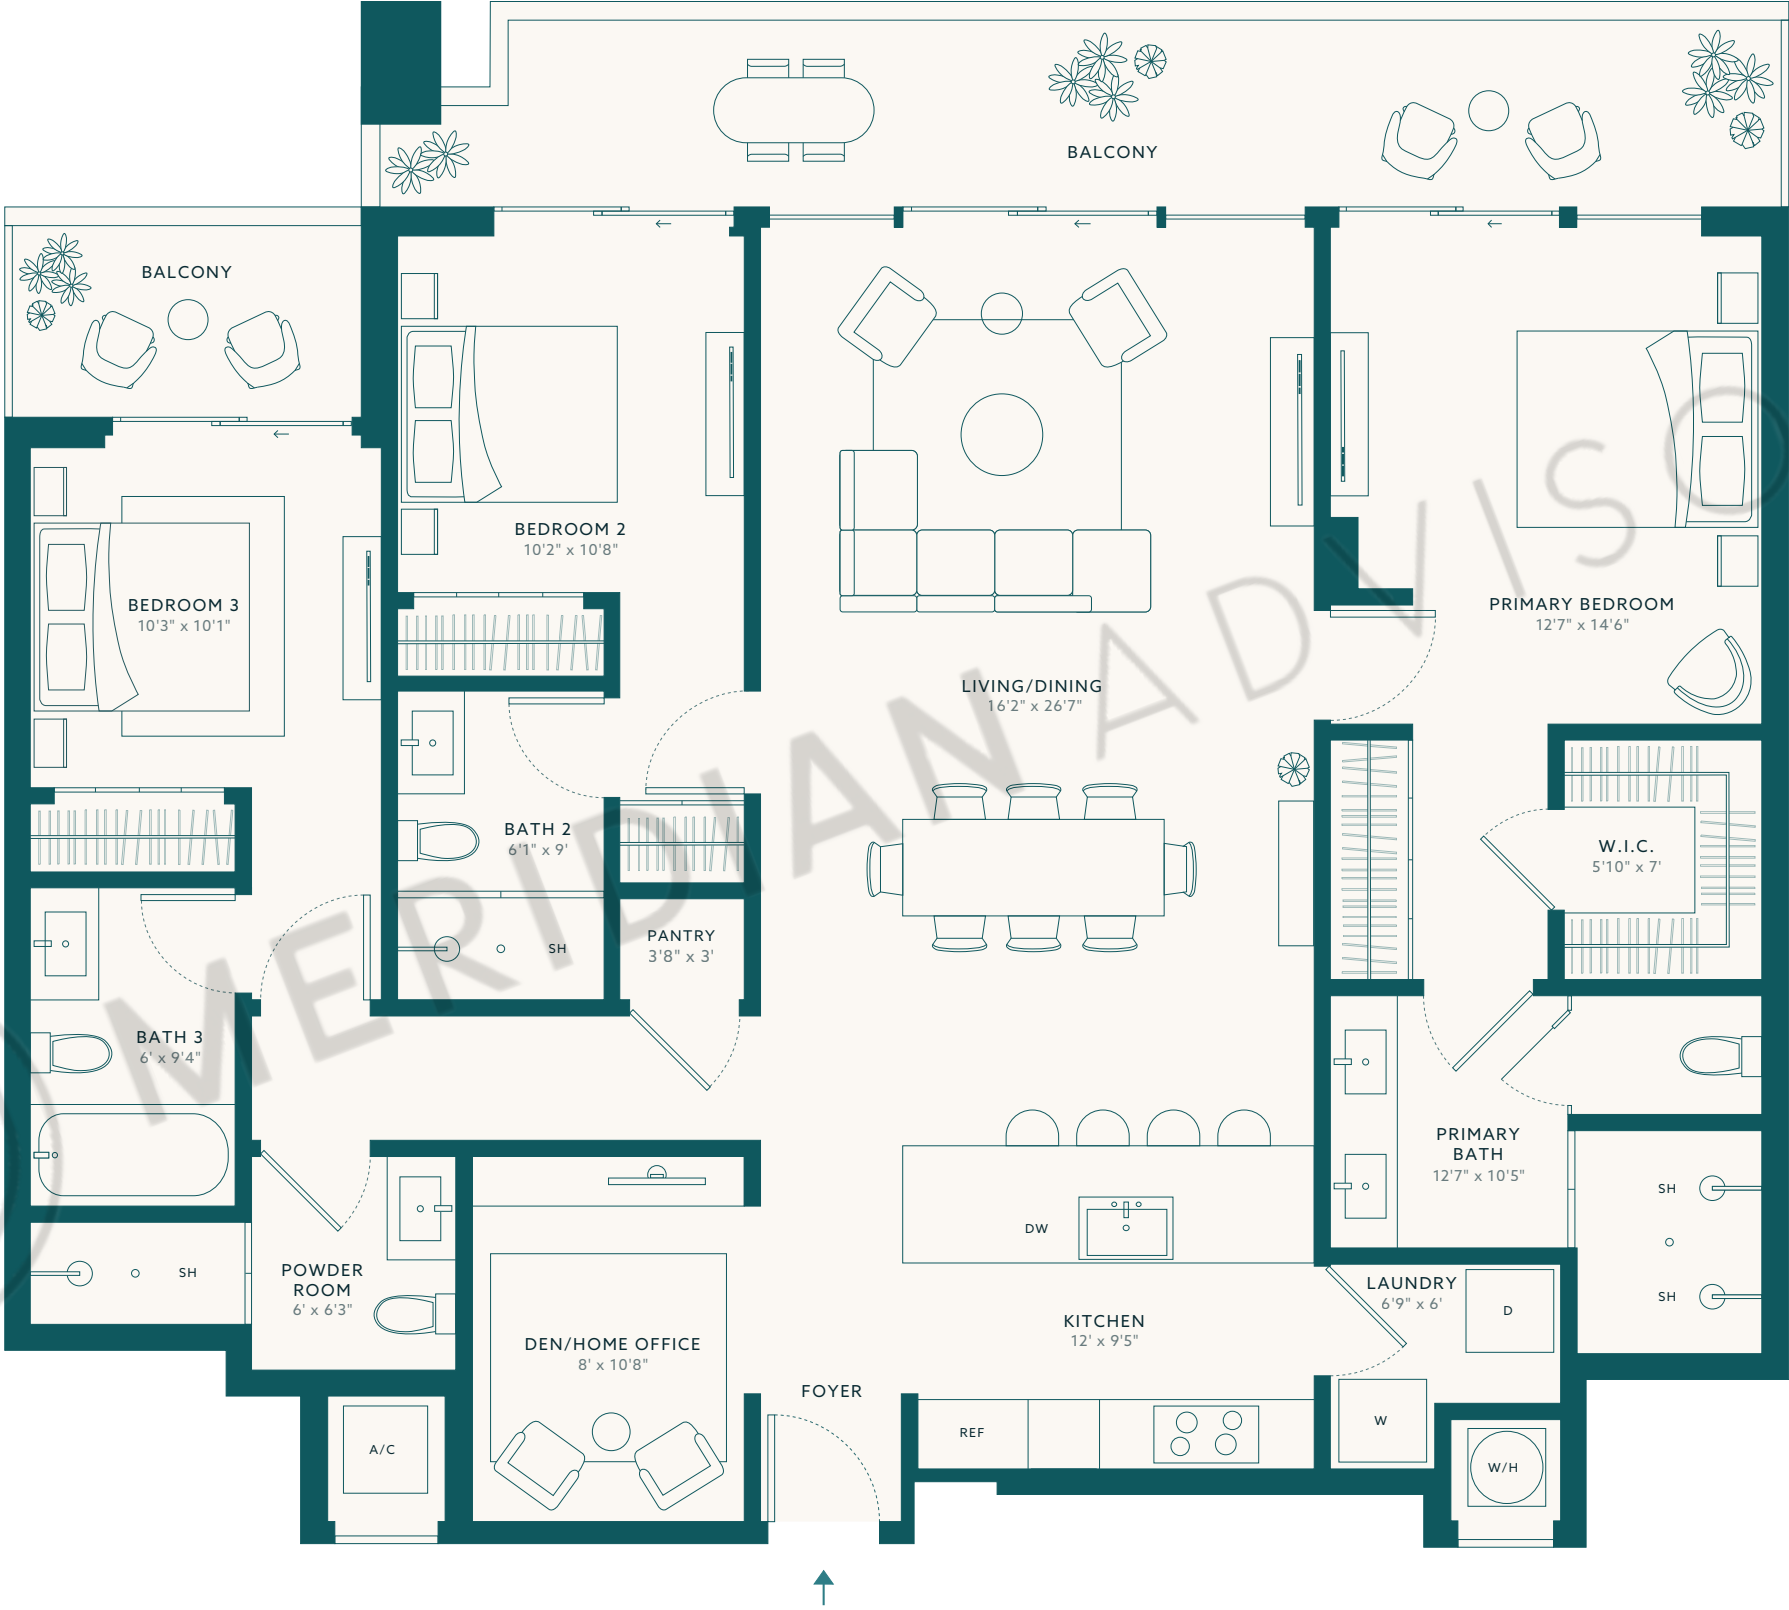 BALCONY
BALCONY
BEDROOM 2
10'2" x 10'8"
BEDROOM 3
10'3" x 10'1"
PRIMARY BEDROOM
12'7" x 14'6"
LIVING/DINING
16'2" x 26'7"
BATH 2
6'1" x 9'
W.I.C.
5'10" x 7'
PANTRY
3'8" x 3'
SH
BATH 3
6' x 9'4"
PRIMARY
BATH
12'7" x 10'5"
SH
SH
DW
SH
POWDER
ROOM
6' x 6'3"
LAUNDRY
6'9" x 6'
D
SH
KITCHEN
12' x 9'5"
DEN/HOME OFFICE
8' x 10'8"
FOYER
REF
W
A/C
W/H
MERIDIAN ADVISO